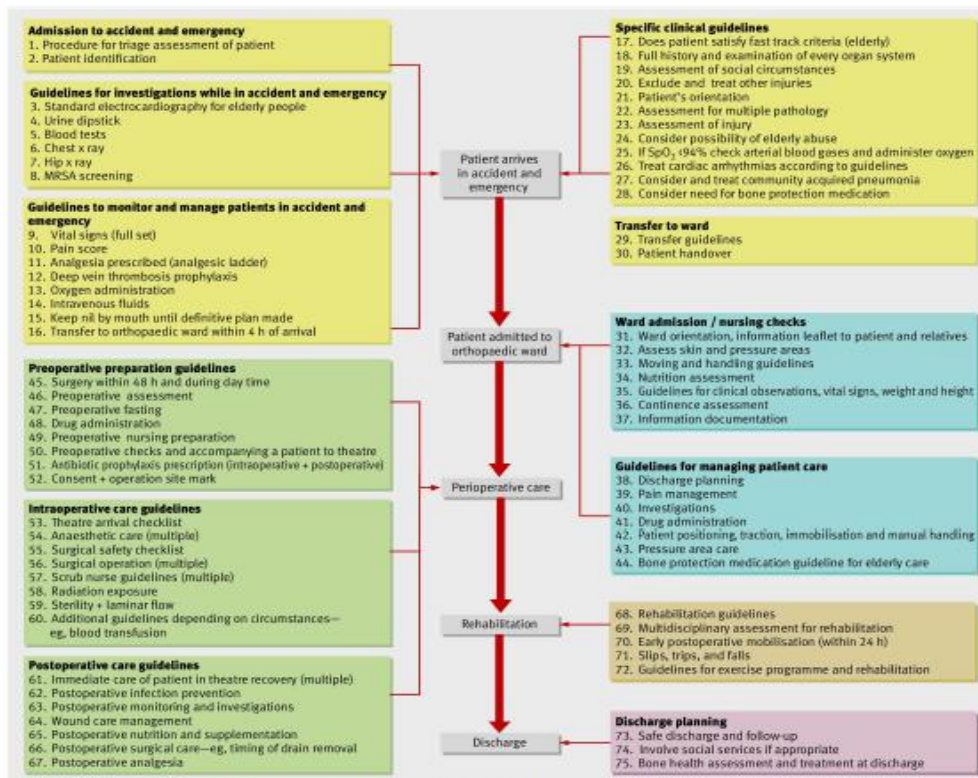 Admission to accident and emergency
1. Procedure for triage assessment of patient
2. Patient identification
Guidelines for investigations while in accident and emergency
3. Standard electrocardiography for elderly people
4. Urine dipstick
5. Blood tests
6. Chest x ray
7. Hip x ray
8. MRSA screening
Guidelines to monitor and manage patients in accident and
emergency
9. Vital signs (full set)
10. Pain score
11. Analgesia prescribed (analgesic ladder)
12. Deep vein thrombosis prophylaxis
13. Oxygen administration
14. Intravenous fluids
15. Keep nil by mouth until definitive plan made
16. Transfer to orthopaedic ward within 4 h of arrival
Preoperative preparation guidelines
45. Surgery within 48 h and during day time
46. Preoperative assessment
47. Preoperative fasting
48. Drug administration
49. Preoperative nursing preparation
50. Preoperative checks and accompanying a patient to theatre
51. Antibiotic prophylaxis prescription (intraoperative + postoperative)
52. Consent + operation site mark
Intraoperative care guidelines
53. Theatre arrival checklist
54. Anaesthetic care (multiple)
55. Surgical safety checklist
56. Surgical operation (multiple)
57. Scrub nurse guidelines (multiple)
58. Radiation exposure
59. Sterility + laminar flow
60. Additional guidelines depending on circumstances—
eg, blood transfusion
Postoperative care guidelines
61. Immediate care of patient in theatre recovery (multiple)
62. Postoperative infection prevention
63. Postoperative monitoring and investigations
64. Wound care management
65. Postoperative nutrition and supplementation
66. Postoperative surgical care—eg, timing of drain removal
67. Postoperative analgesia
Patient arrives
in accident and
emergency
Patient admitted to
orthopaedic ward
Perioperative care
Rehabilitation
Discharge
Specific clinical guidelines
17. Does patient satisfy fast track criteria (elderly)
18. Full history and examination of every organ system
19. Assessment of social circumstances
20. Exclude and treat other injuries
21. Patient's orientation
22. Assessment for multiple pathology
23. Assessment of injury
24. Consider possibility of elderly abuse
25. If SpO₂ <94% check arterial blood gases and administer oxygen
26. Treat cardiac arrhythmias according to guidelines
27. Consider and treat community acquired pneumonia
28. Consider need for bone protection medication
Transfer to ward
29. Transfer guidelines
30. Patient handover
Ward admission / nursing checks
31. Ward orientation, information leaflet to patient and relatives
32. Assess skin and pressure areas
33. Moving and handling guidelines
34. Nutrition assessment
35. Guidelines for clinical observations, vital signs, weight and height
36. Continence assessment
37. Information documentation
Guidelines for managing patient care
38. Discharge planning
39. Pain management
40. Investigations
41. Drug administration
42. Patient positioning, traction, immobilisation and manual handling
43. Pressure area care
44. Bone protection medication guideline for elderly care
68. Rehabilitation guidelines
69. Multidisciplinary assessment for rehabilitation
70. Early postoperative mobilisation (within 24 h)
71. Slips, trips, and falls
72. Guidelines for exercise programme and rehabilitation
Discharge planning
73. Safe discharge and follow-up
74. Involve social services if appropriate
75. Bone health assessment and treatment at discharge